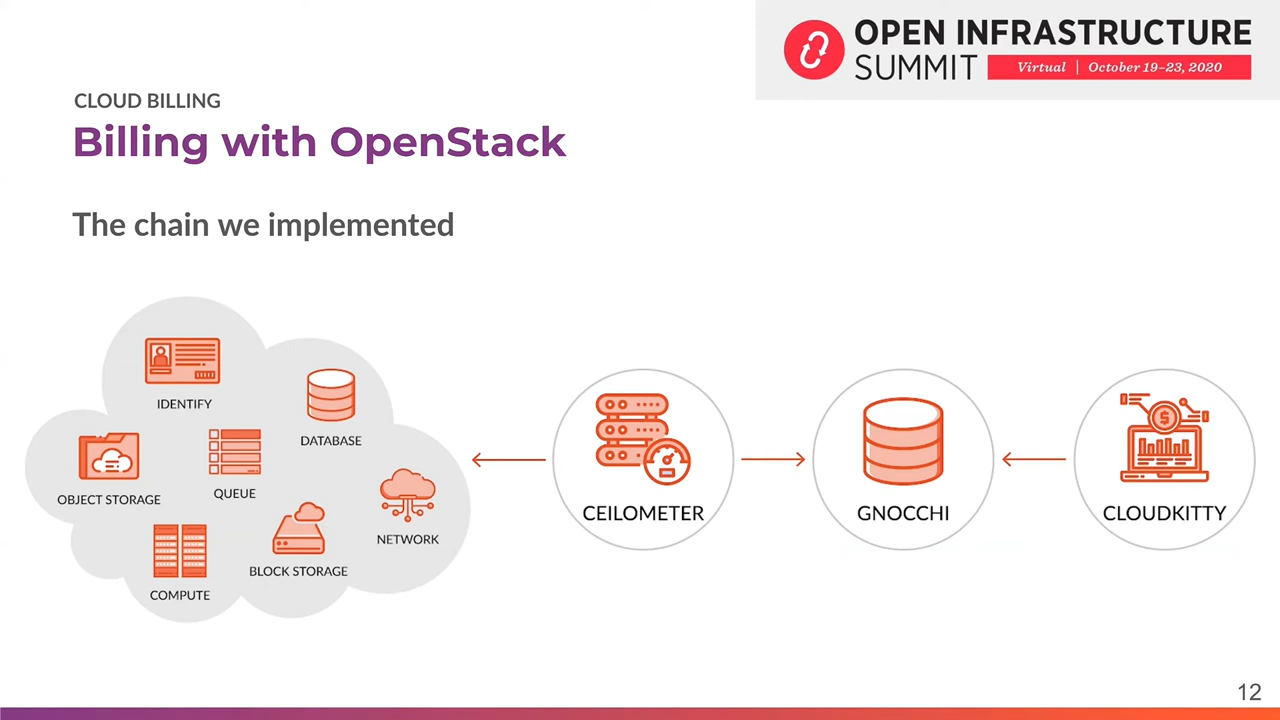 OPEN INFRASTRUCTURE
SUMMIT
Virtual | October 19–23, 2020
CLOUD BILLING
Billing with OpenStack
The chain we implemented
IDENTIFY
DATABASE
OBJECT STORAGE
QUEUE
NETWORK
BLOCK STORAGE
COMPUTE
CEILOMETER
GNOCCHI
$
CLOUDKITTY
12